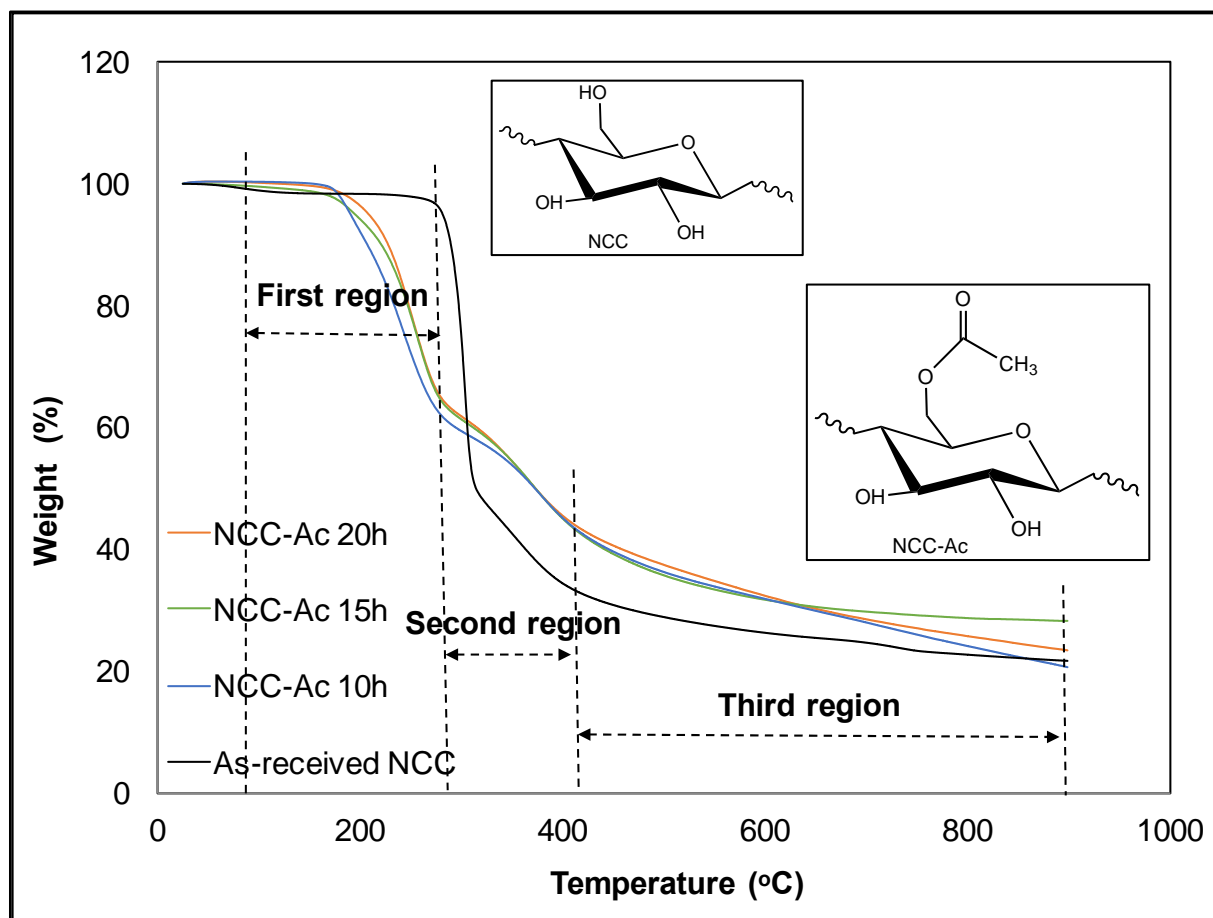 120
100
80
60
40
20
0
Weight (%)
0 200 400 600 800 1000
Temperature (ᵒC)
First region
Second region
Third region
NCC-Ac 20h
NCC-Ac 15h
NCC-Ac 10h
As-received NCC
HO
O
OH
OH
NCC
O
CH₃
O
O
OH
OH
NCC-Ac